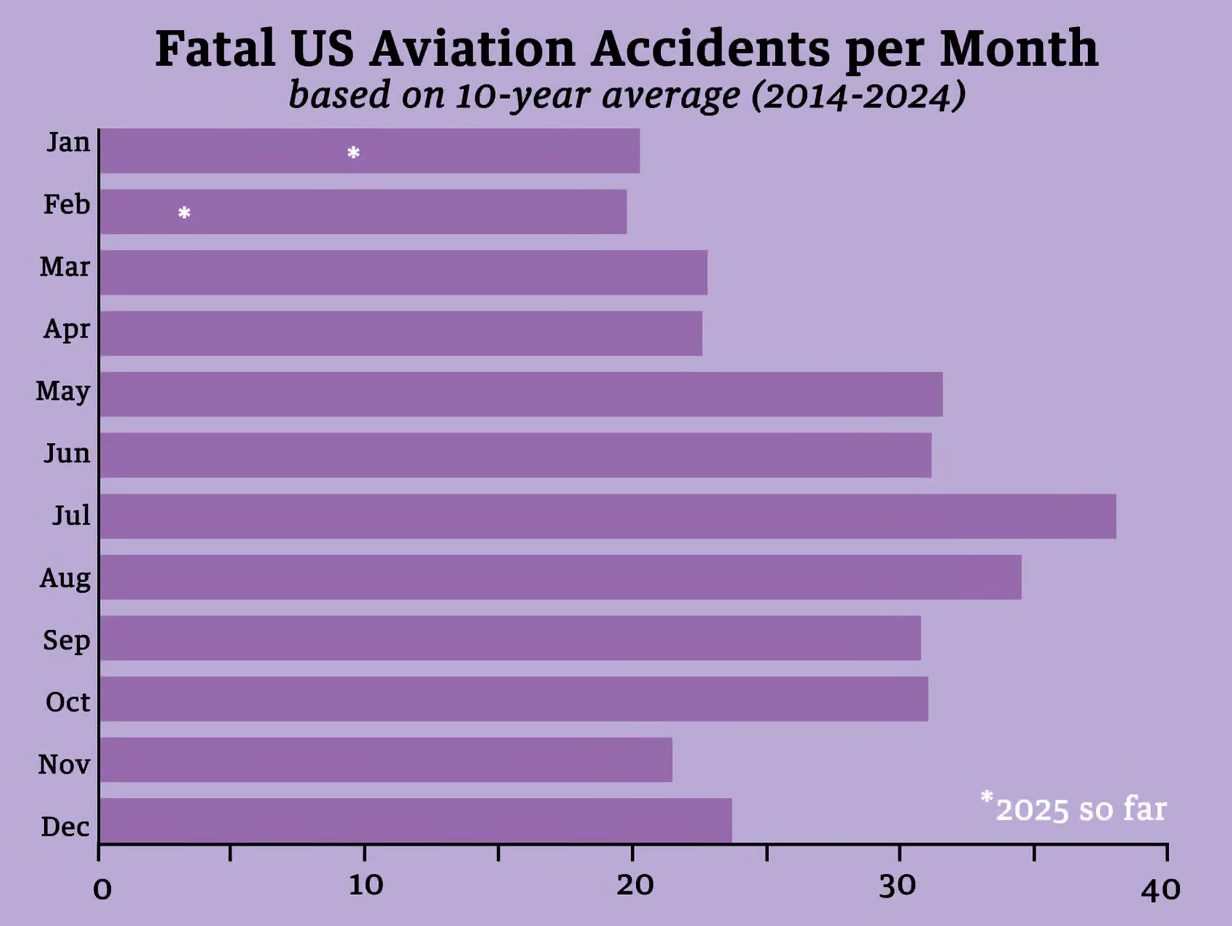 Fatal US Aviation Accidents per Month
based on 10-year average (2014-2024)
Jan
*
Feb
*
Mar
Apr
May
Jun
Jul
Aug
Sep
Oct
Nov
*2025 so far
Dec
0 10 20 30 40